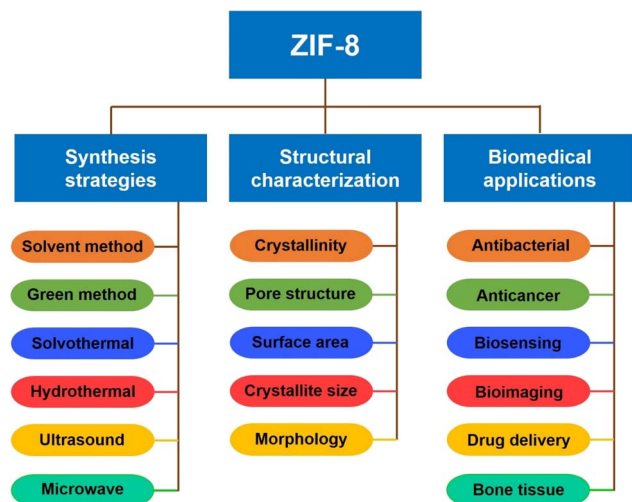 ZIF-8
Synthesis
strategies
Structural
characterization
Biomedical
applications
Solvent method
Green method
Solvothermal
Hydrothermal
Ultrasound
Microwave
Crystallinity
Pore structure
Surface area
Crystallite size
Morphology
Antibacterial
Anticancer
Biosensing
Bioimaging
Drug delivery
Bone tissue